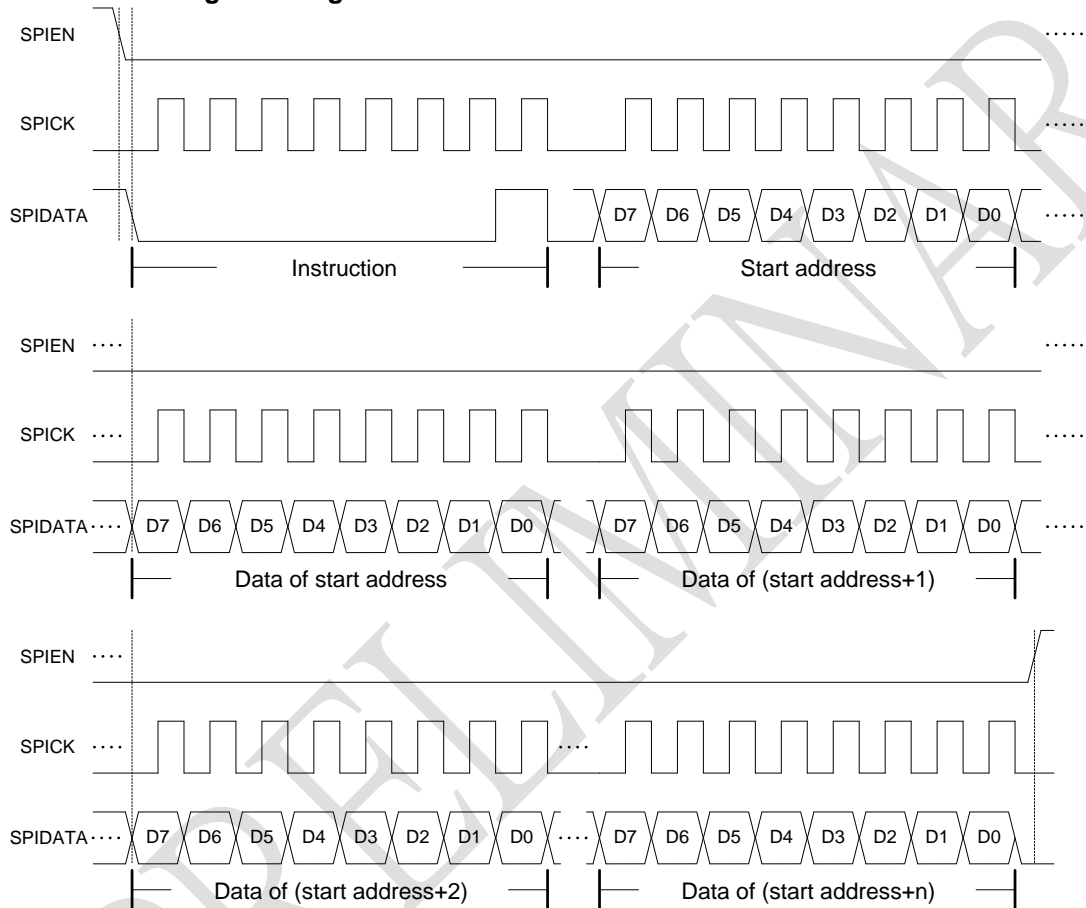 SPIEN ·····
SPICK ·····
SPIDATA D7 D6 D5 D4 D3 D2 D1 D0 ·····
Instruction Start address
SPIEN ···· ·····
SPICK ···· ·····
SPIDATA ···· D7 D6 D5 D4 D3 D2 D1 D0 D7 D6 D5 D4 D3 D2 D1 D0 ·····
Data of start address Data of (start address+1)
SPIEN ····
SPICK ···· ····
SPIDATA ···· D7 D6 D5 D4 D3 D2 D1 D0 ···· D7 D6 D5 D4 D3 D2 D1 D0
Data of (start address+2) Data of (start address+n)
PRELIMINAR